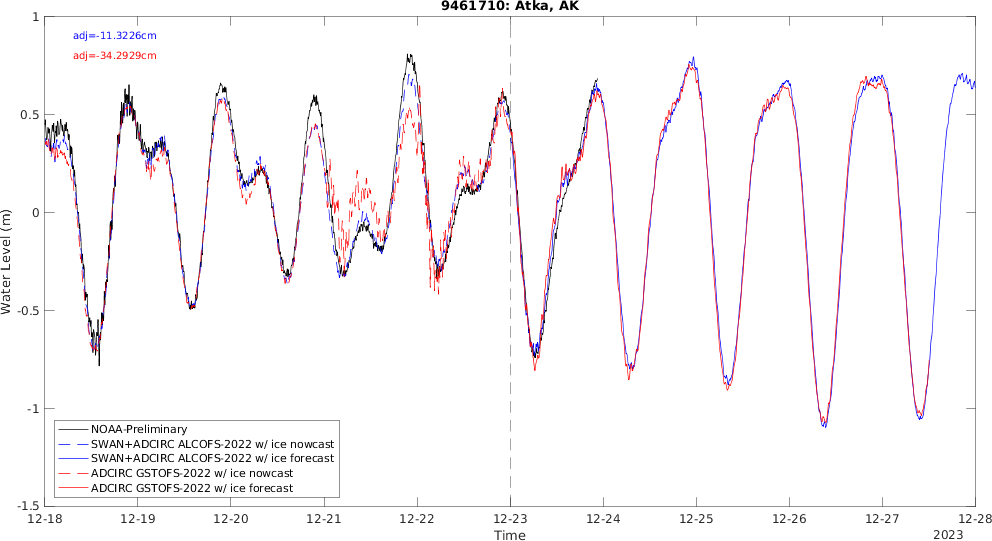 9461710: Atka, AK
adj=-11.3226cm
adj=-34.2929cm
1
0.5
0
-0.5
-1
-1.5
Water Level (m)
NOAA-Preliminary
SWAN+ADCIRC ALCOFS-2022 w/ ice nowcast
SWAN+ADCIRC ALCOFS-2022 w/ ice forecast
ADCIRC GSTOFS-2022 w/ ice nowcast
ADCIRC GSTOFS-2022 w/ ice forecast
12-18 12-19 12-20 12-21 12-22 12-23 12-24 12-25 12-26 12-27 12-28
Time
2023